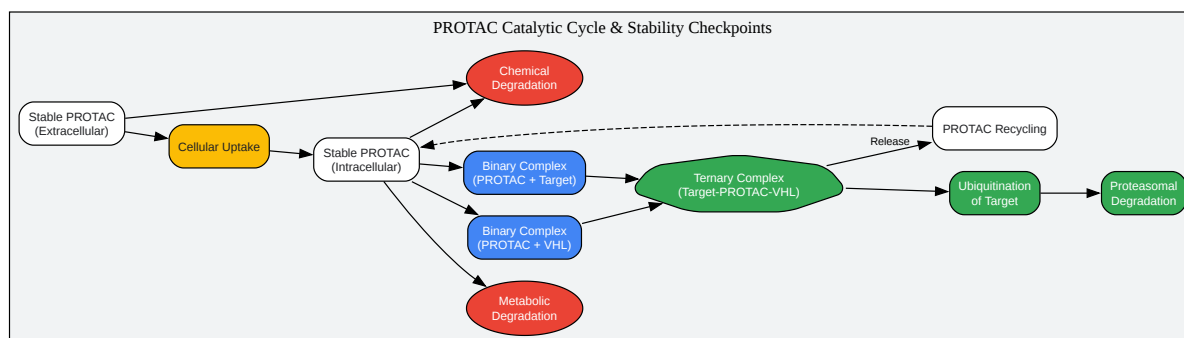 PROTAC Catalytic Cycle & Stability Checkpoints
Chemical
Degradation
Stable PROTAC
(Extracellular)
Cellular Uptake
Stable PROTAC
(Intracellular)
Binary Complex
(PROTAC + Target)
Binary Complex
(PROTAC + VHL)
Metabolic
Degradation
Ternary Complex
(Target-PROTAC-VHL)
Release
PROTAC Recycling
Ubiquitination
of Target
Proteasomal
Degradation